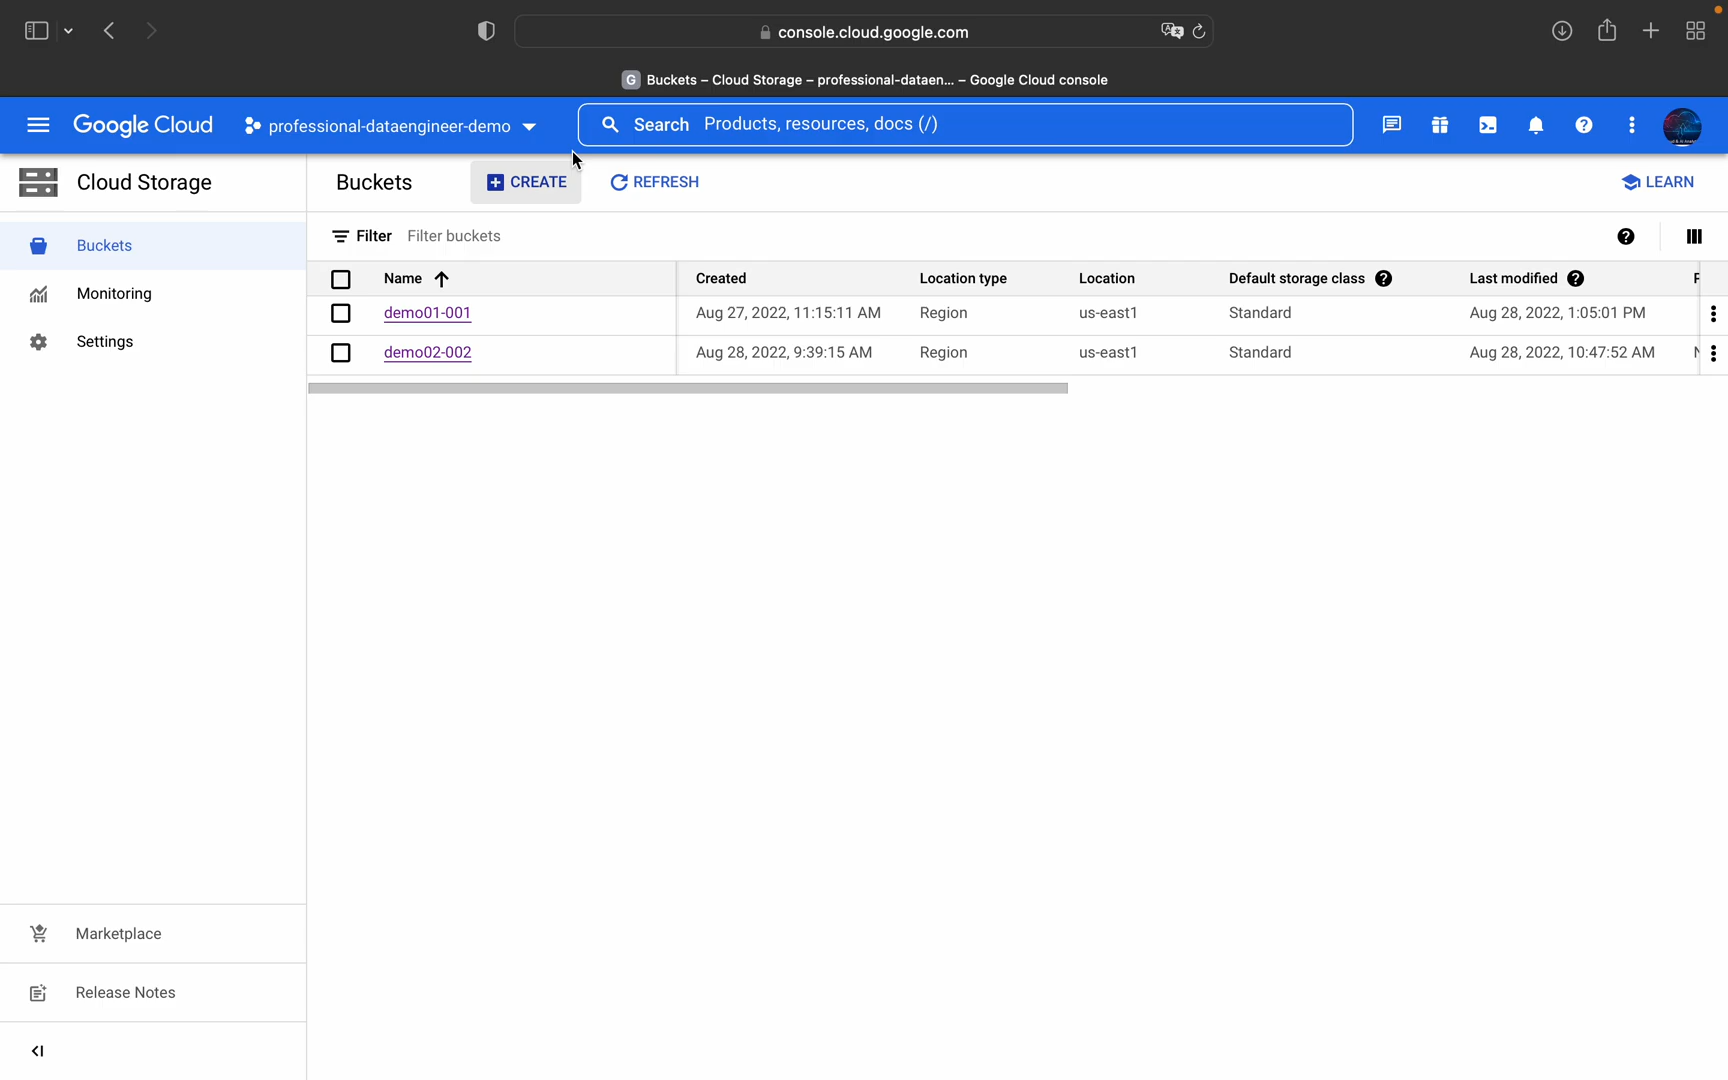 console.cloud.google.com
G Buckets – Cloud Storage – professional-dataen... – Google Cloud console
Google Cloud professional-dataengineer-demo Search Products, resources, docs (/)
Cloud Storage Buckets CREATE REFRESH LEARN
Buckets Filter Filter buckets
Monitoring
Settings
Name Created Location type Location Default storage class Last modified
demo01-001 Aug 27, 2022, 11:15:11 AM Region us-east1 Standard Aug 28, 2022, 1:05:01 PM
demo02-002 Aug 28, 2022, 9:39:15 AM Region us-east1 Standard Aug 28, 2022, 10:47:52 AM
Marketplace
Release Notes